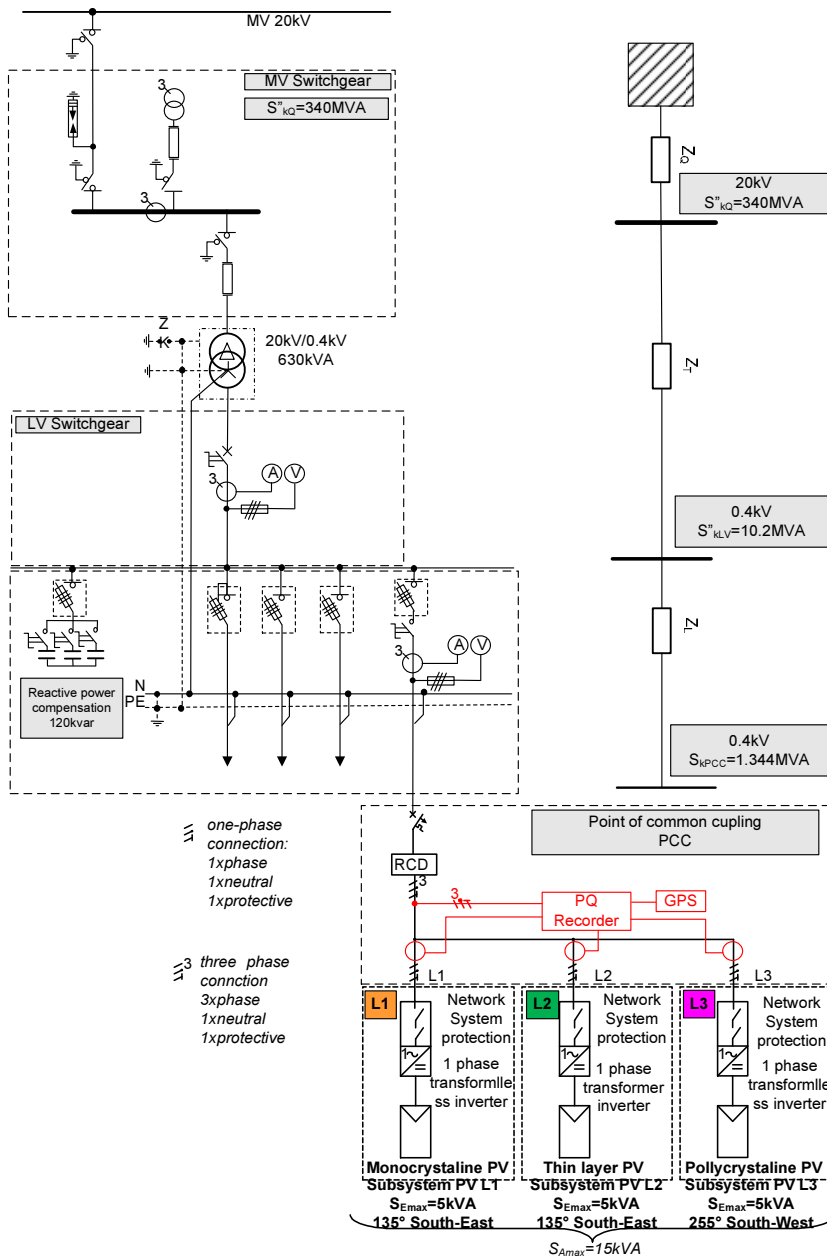 MV 20kV
MV Switchgear
S"kQ=340MVA
3
3
ZQ
20kV
S"kQ=340MVA
Z
K
20kV/0.4kV
630kVA
ZT
LV Switchgear
3
A
V
0.4kV
S"kLV=10.2MVA
ZL
3
A
V
Reactive power
compensation
120kvar
N
PE
0.4kV
SkPCC=1.344MVA
one-phase
connection:
1xphase
1xneutral
1xprotective
Point of common cupling
PCC
RCD
3
3
PQ
Recorder
GPS
3 three phase
connction
3xphase
1xneutral
1xprotective
L1
L2
L3
L1
Network
System
protection
1
1 phase
transformlle
ss inverter
L2
Network
System
protection
1
1 phase
transformer
inverter
L3
Network
System
protection
1
1 phase
transformlle
ss inverter
Monocrystaline PV
Subsystem PV L1
SEmax=5kVA
135° South-East
Thin layer PV
Subsystem PV L2
SEmax=5kVA
135° South-East
Pollycrystaline PV
Subsystem PV L3
SEmax=5kVA
255° South-West
SAmax=15kVA